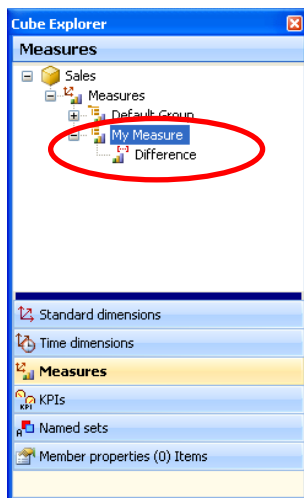 Cube Explorer
Measures
Sales
Measures
Default Group
My Measure
Difference
Standard dimensions
Time dimensions
Measures
KPI
KPIs
A
Named sets
Member properties (0) Items